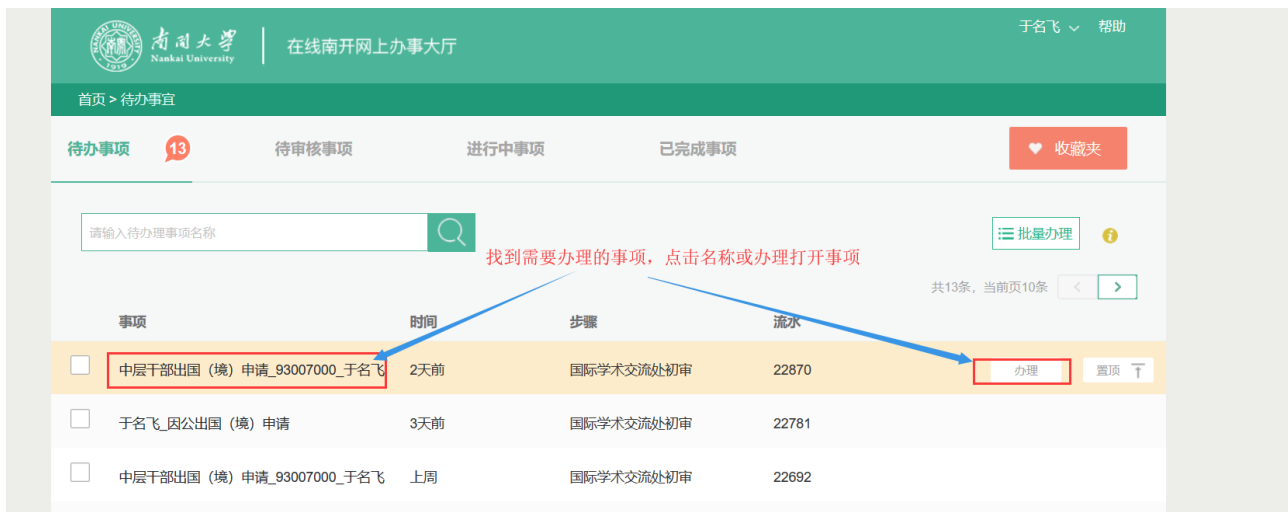 于名飞 帮助
NANKAI UNIVERSITY 1919 南开大学 Nankai University 在线南开网上办事大厅
首页 > 待办事宜
待办事项 13 待审核事项 进行中事项 已完成事项 收藏夹
请输入待办理事项名称 批量办理
找到需要办理的事项，点击名称或办理打开事项
共13条，当前页10条 < >
事项 时间 步骤 流水
中层干部出国（境）申请_93007000_于名飞 2天前 国际学术交流处初审 22870 办理 置顶
于名飞_因公出国（境）申请 3天前 国际学术交流处初审 22781
中层干部出国（境）申请_93007000_于名飞 上周 国际学术交流处初审 22692